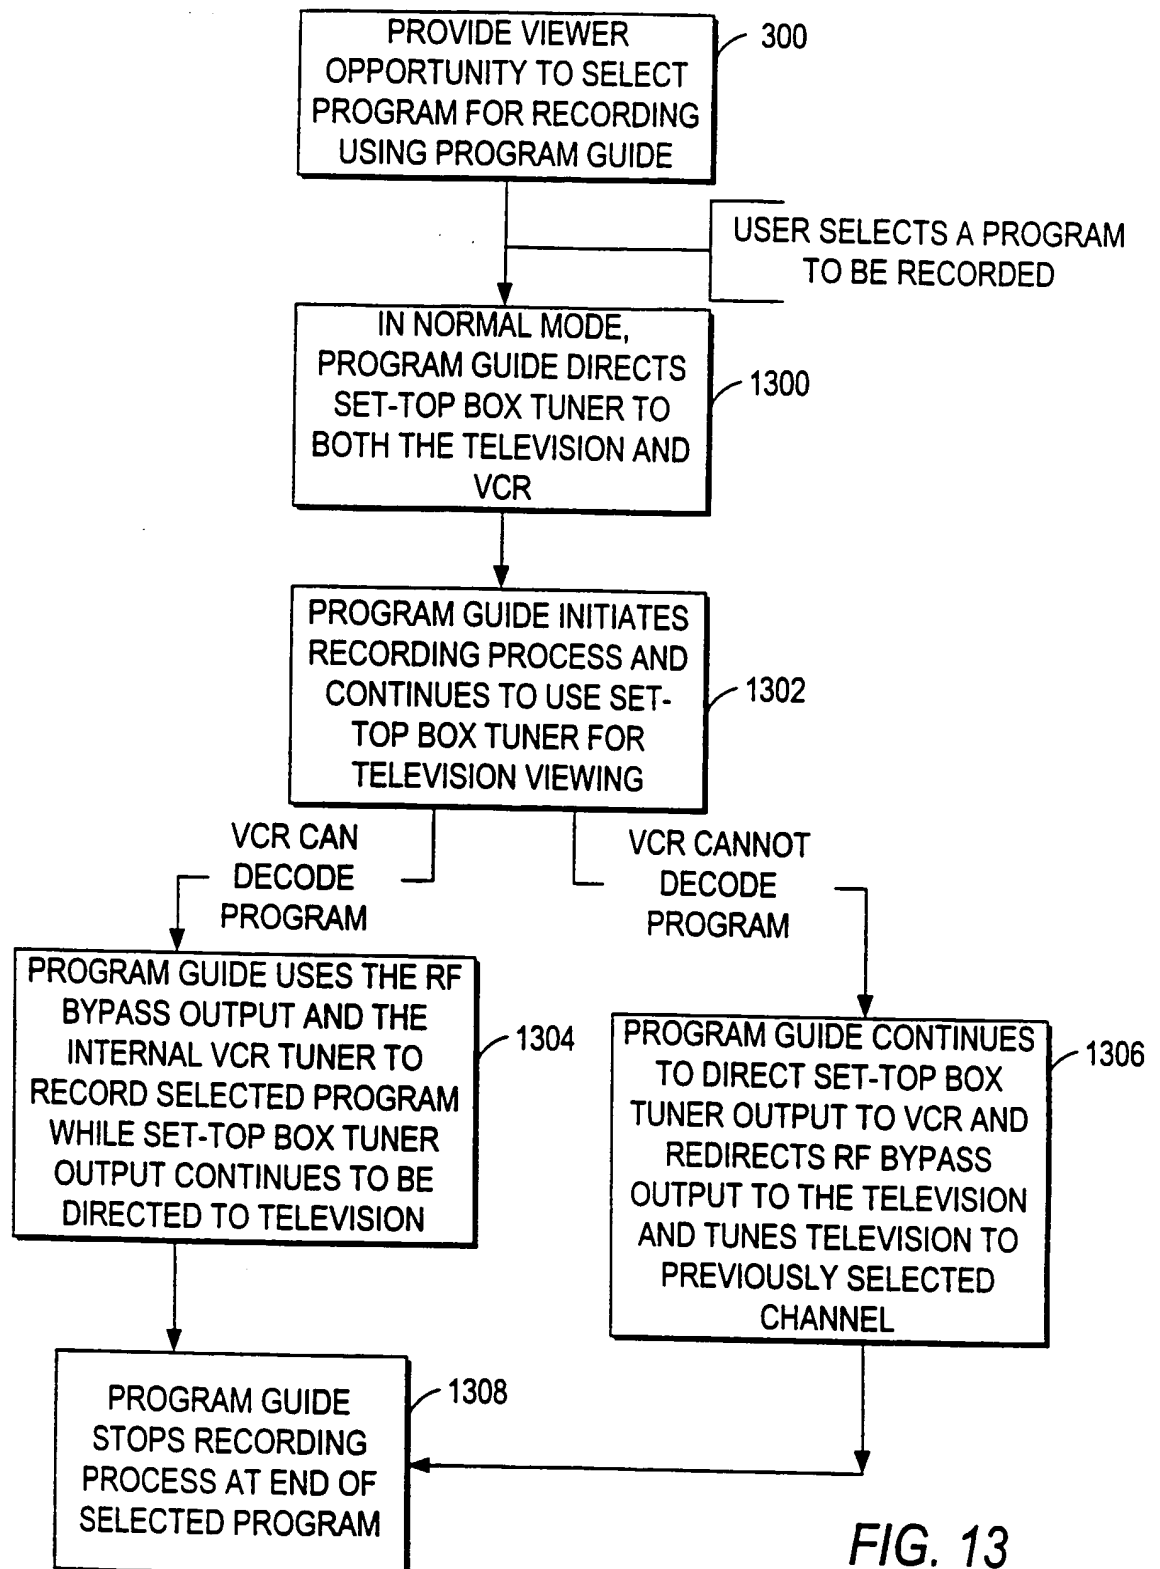 PROVIDE VIEWER
OPPORTUNITY TO SELECT
PROGRAM FOR RECORDING
USING PROGRAM GUIDE
300
USER SELECTS A PROGRAM
TO BE RECORDED
IN NORMAL MODE,
PROGRAM GUIDE DIRECTS
SET-TOP BOX TUNER TO
BOTH THE TELEVISION AND
VCR
1300
PROGRAM GUIDE INITIATES
RECORDING PROCESS AND
CONTINUES TO USE SET-
TOP BOX TUNER FOR
TELEVISION VIEWING
1302
VCR CAN
DECODE
PROGRAM
VCR CANNOT
DECODE
PROGRAM
PROGRAM GUIDE USES THE RF
BYPASS OUTPUT AND THE
INTERNAL VCR TUNER TO
RECORD SELECTED PROGRAM
WHILE SET-TOP BOX TUNER
OUTPUT CONTINUES TO BE
DIRECTED TO TELEVISION
1304
PROGRAM GUIDE CONTINUES
TO DIRECT SET-TOP BOX
TUNER OUTPUT TO VCR AND
REDIRECTS RF BYPASS
OUTPUT TO THE TELEVISION
AND TUNES TELEVISION TO
PREVIOUSLY SELECTED
CHANNEL
1306
PROGRAM GUIDE
STOPS RECORDING
PROCESS AT END OF
SELECTED PROGRAM
1308
FIG. 13